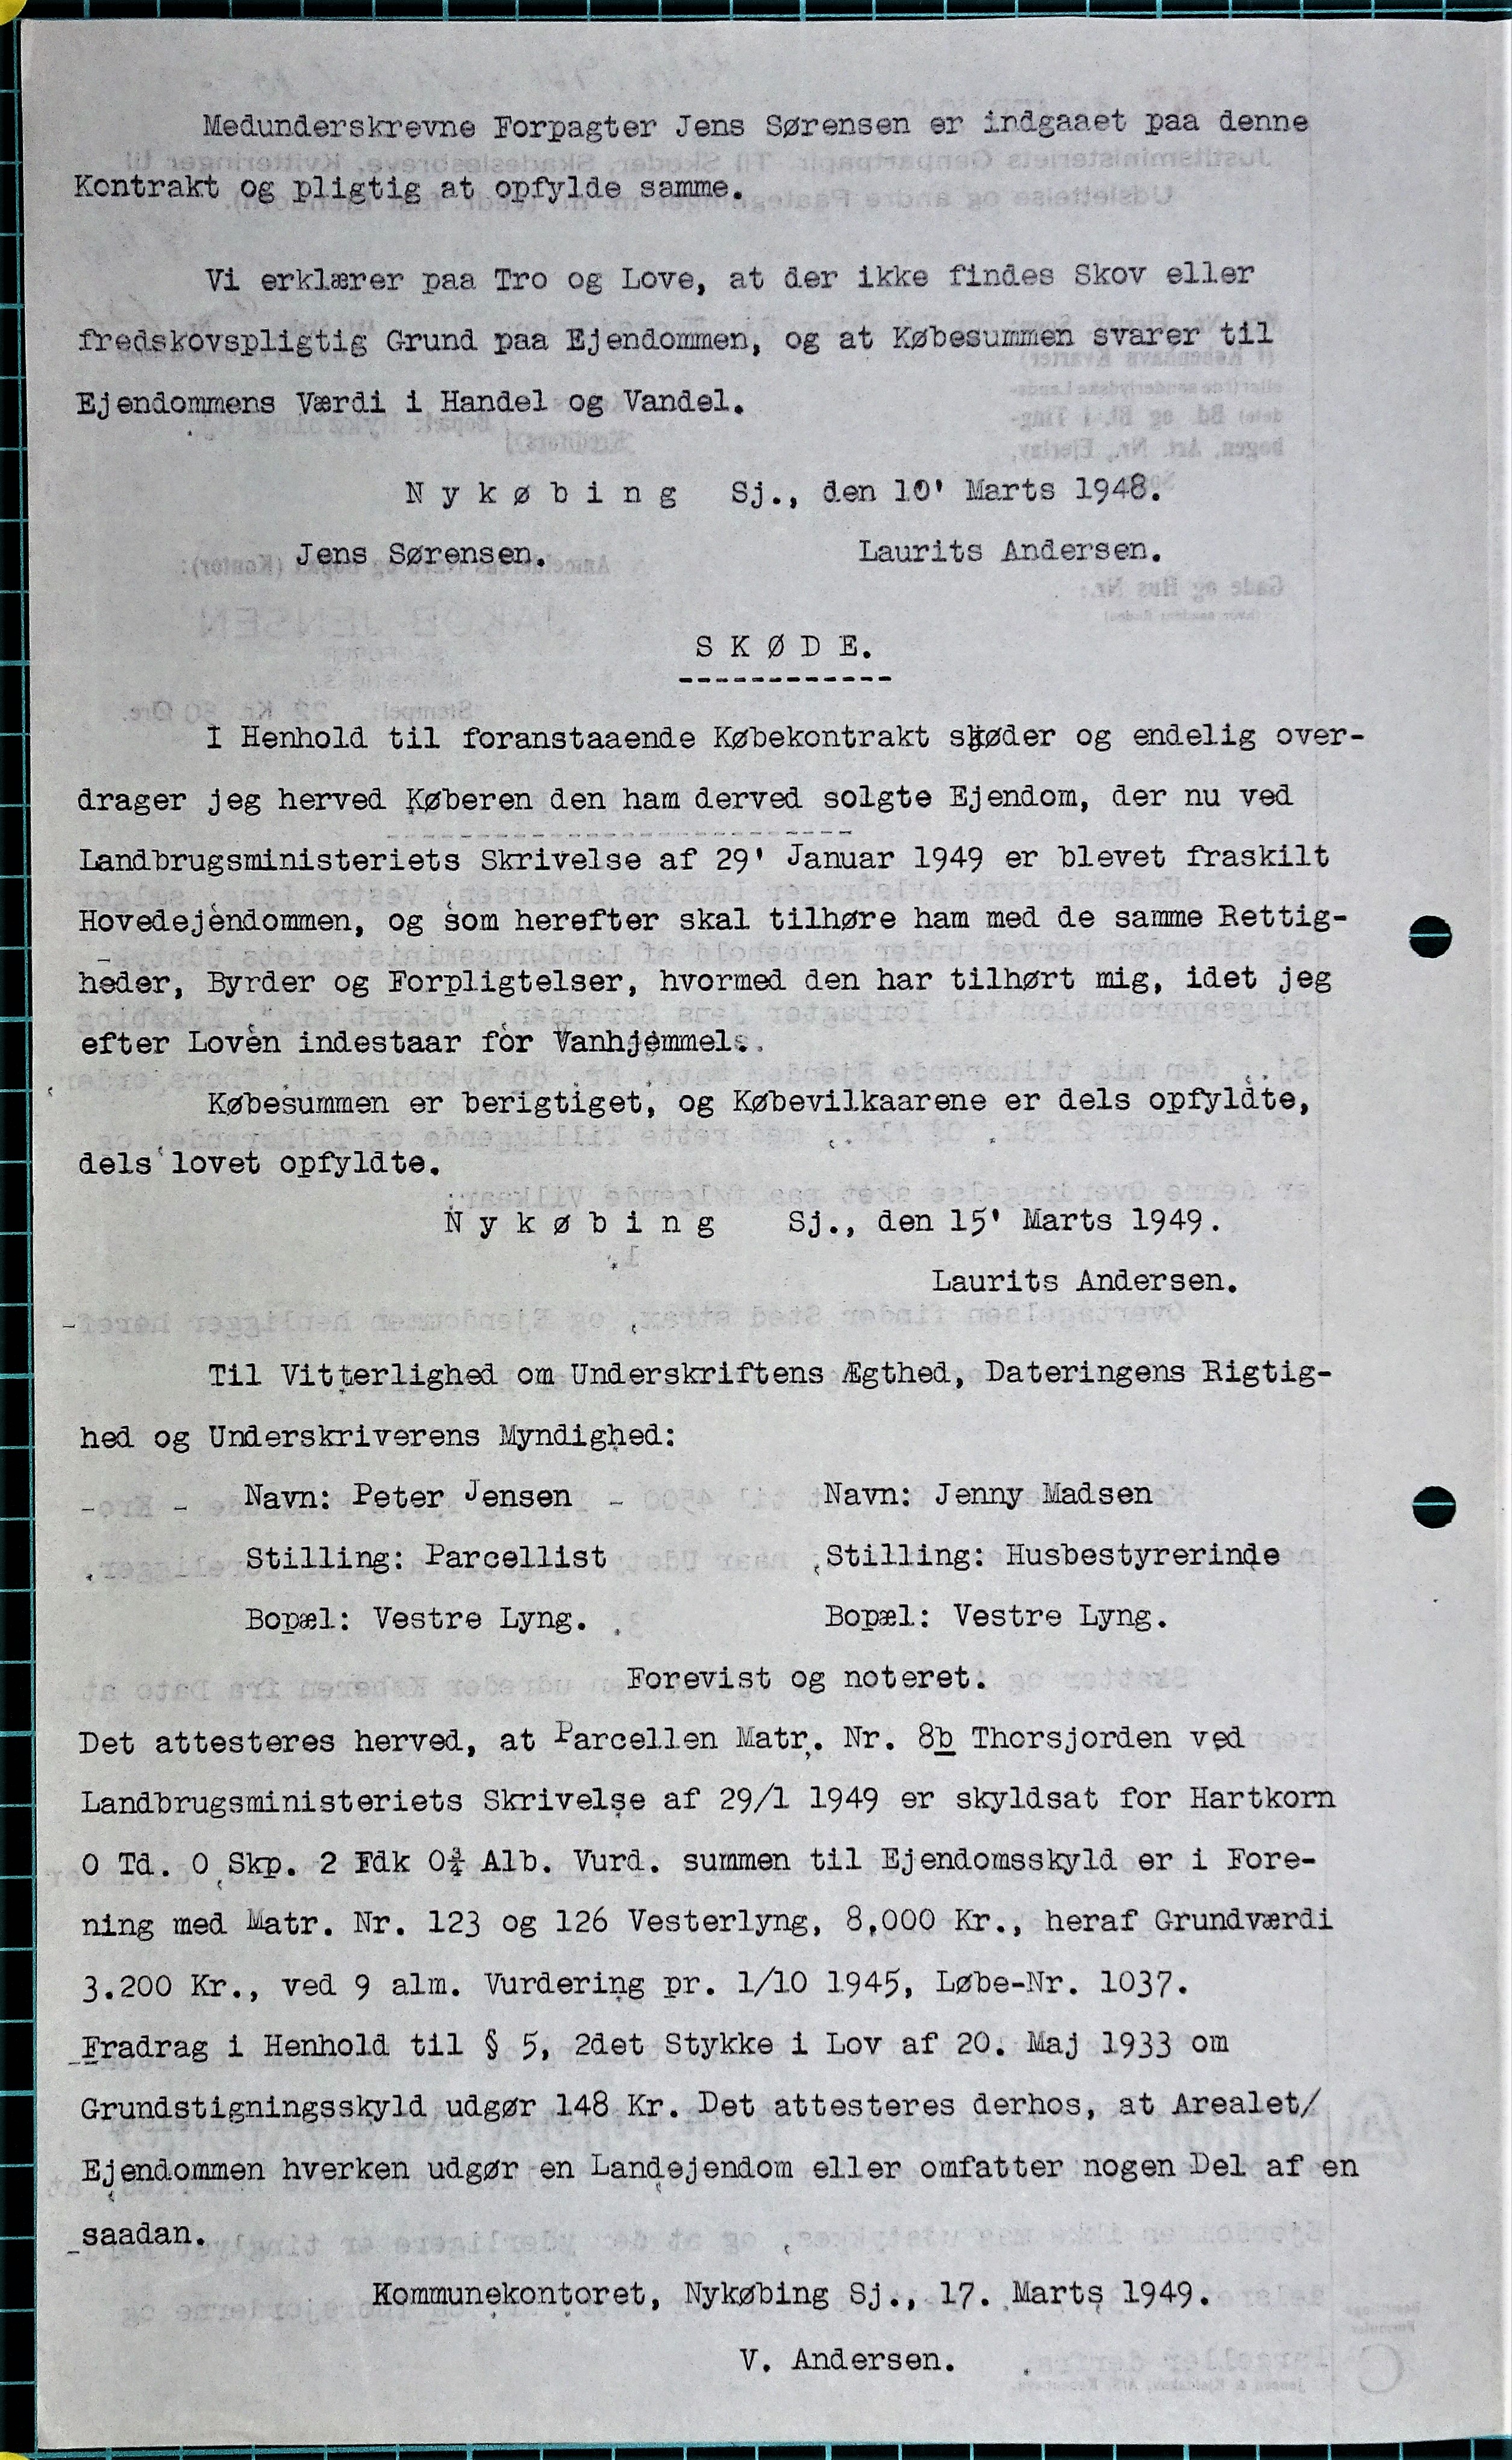 Medunderskrevne Forpagter Jens Sørensen er indgaaet paa denne
Kontrakt og pligtig at opfylde samme.
Vi erklærer paa Tro og Love, at der ikke findes Skov eller
fredskovspligtig Grund paa Ejendommen, og at Købesummen svarer til
Ejendommens Værdi i Handel og Vandel.
N y k ø b i n g Sj., den 10' Marts 1948.
Jens Sørensen. Laurits Andersen.
S K Ø D E.
------------
I Henhold til foranstaaende Købekontrakt skøder og endelig over-
drager jeg herved Køberen den ham derved solgte Ejendom, der nu ved
Landbrugsministeriets Skrivelse af 29' Januar 1949 er blevet fraskilt
Hovedejendommen, og som herefter skal tilhøre ham med de samme Rettig-
heder, Byrder og Forpligtelser, hvormed den har tilhørt mig, idet jeg
efter Loven indestaar for Vanhjemmel.
Købesummen er berigtiget, og Købevilkaarene er dels opfyldte,
dels lovet opfyldte.
N y k ø b i n g Sj., den 15' Marts 1949.
Laurits Andersen.
Til Vitterlighed om Underskriftens Ægthed, Dateringens Rigtig-
hed og Underskriverens Myndighed:
Navn: Peter Jensen Navn: Jenny Madsen
Stilling: Parcellist Stilling: Husbestyrerinde
Bopæl: Vestre Lyng. Bopæl: Vestre Lyng.
Forevist og noteret.
Det attesteres herved, at Parcellen Matr. Nr. 8b Thorsjorden ved
Landbrugsministeriets Skrivelse af 29/1 1949 er skyldsat for Hartkorn
0 Td. 0 Skp. 2 Fdk 0¾ Alb. Vurd. summen til Ejendomsskyld er i Fore-
ning med Matr. Nr. 123 og 126 Vesterlyng, 8.000 Kr., heraf Grundværdi
3.200 Kr., ved 9 alm. Vurdering pr. 1/10 1945, Løbe-Nr. 1037.
Fradrag i Henhold til § 5, 2det Stykke i Lov af 20. Maj 1933 om
Grundstigningsskyld udgør 148 Kr. Det attesteres derhos, at Arealet/
Ejendommen hverken udgør en Landejendom eller omfatter nogen Del af en
saadan.
Kommunekontoret, Nykøbing Sj., 17. Marts 1949.
V. Andersen.